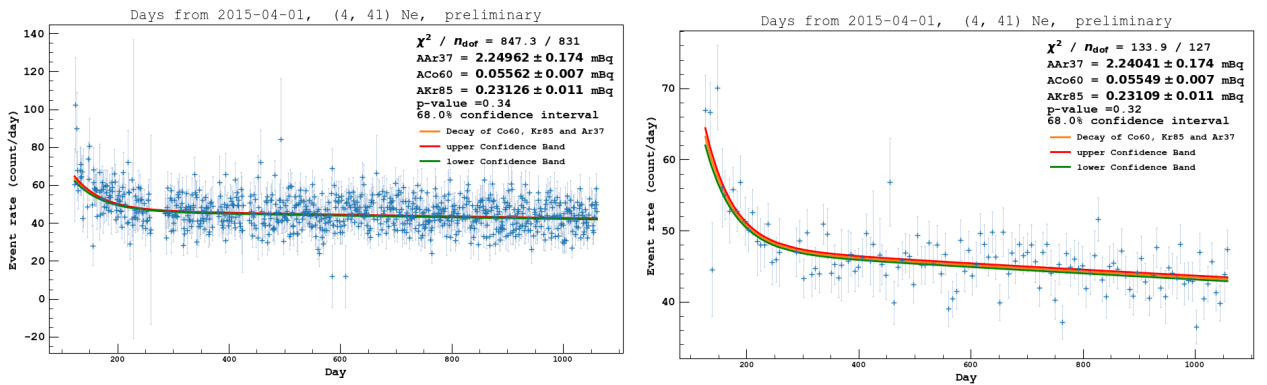 Days from 2015-04-01, (4, 41) Ne, preliminary
χ² / n_dof = 847.3 / 831
AAr37 = 2.24962 ± 0.174 mBq
ACo60 = 0.05562 ± 0.007 mBq
AKr85 = 0.23126 ± 0.011 mBq
p-value =0.34
68.0% confidence interval
Decay of Co60, Kr85 and Ar37
upper Confidence Band
lower Confidence Band
Event rate (count/day)
140
120
100
80
60
40
20
0
−20
200
400
600
800
1000
Day
Days from 2015-04-01, (4, 41) Ne, preliminary
χ² / n_dof = 133.9 / 127
AAr37 = 2.24041 ± 0.174 mBq
ACo60 = 0.05549 ± 0.007 mBq
AKr85 = 0.23109 ± 0.011 mBq
p-value =0.32
68.0% confidence interval
Decay of Co60, Kr85 and Ar37
upper Confidence Band
lower Confidence Band
Event rate (count/day)
70
60
50
40
200
400
600
800
1000
Day